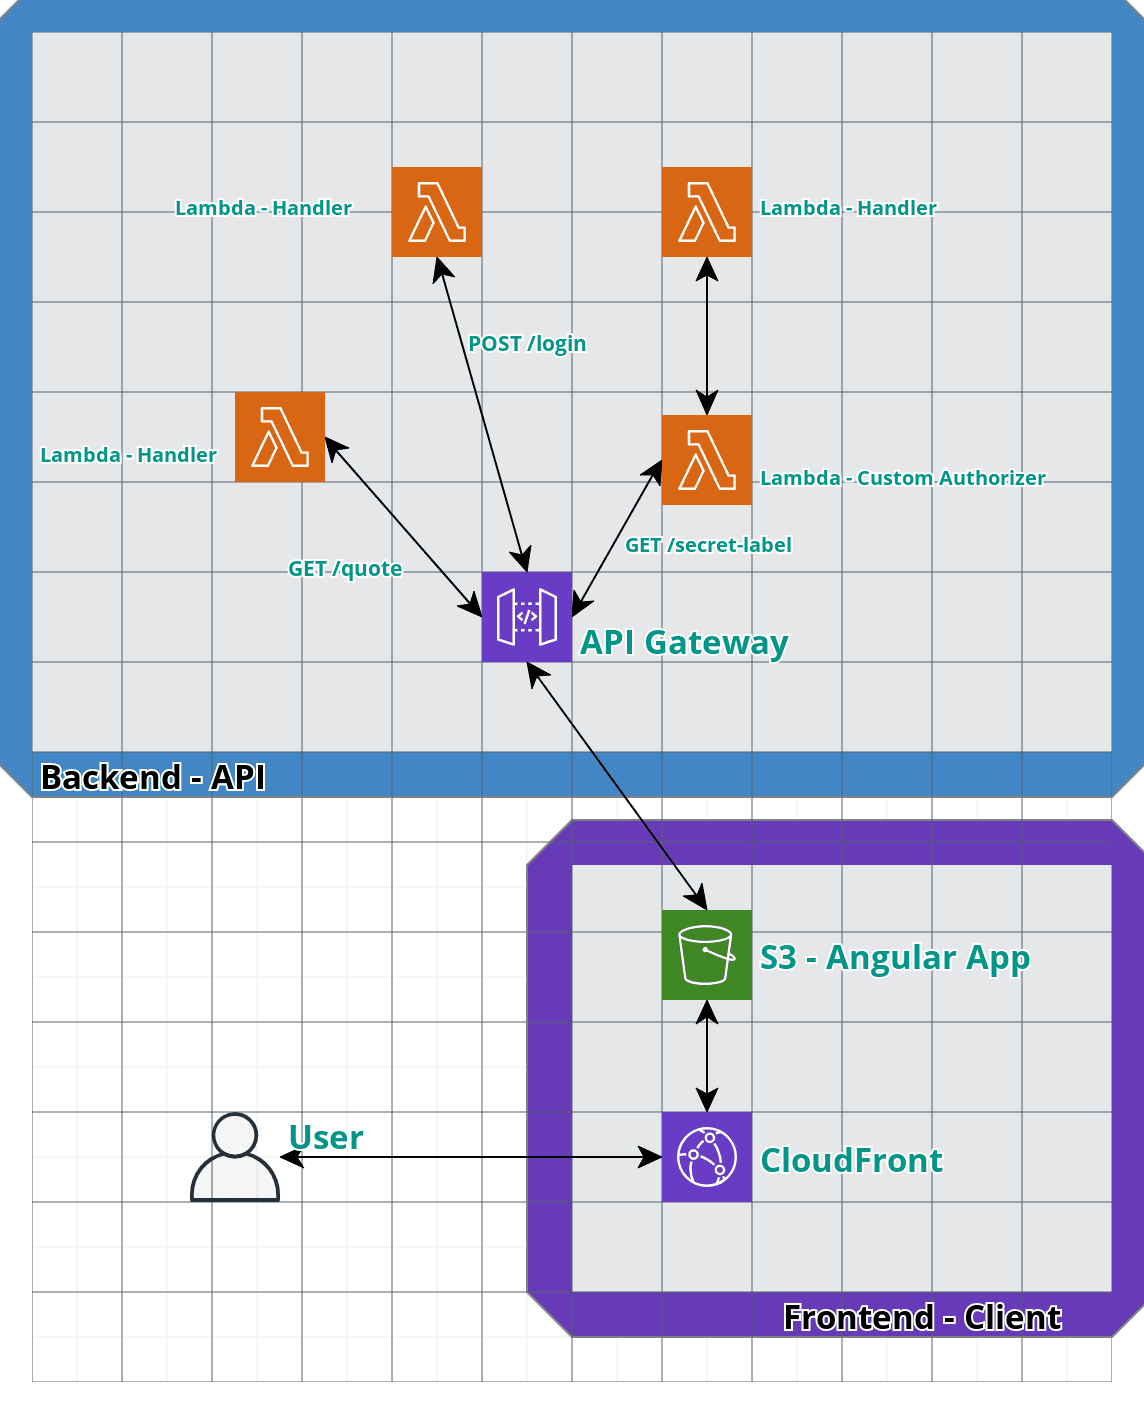 Lambda - Handler
Lambda - Handler
POST /login
Lambda - Handler
Lambda - Custom Authorizer
GET /secret-label
GET /quote
API Gateway
Backend - API
S3 - Angular App
User
CloudFront
Frontend - Client